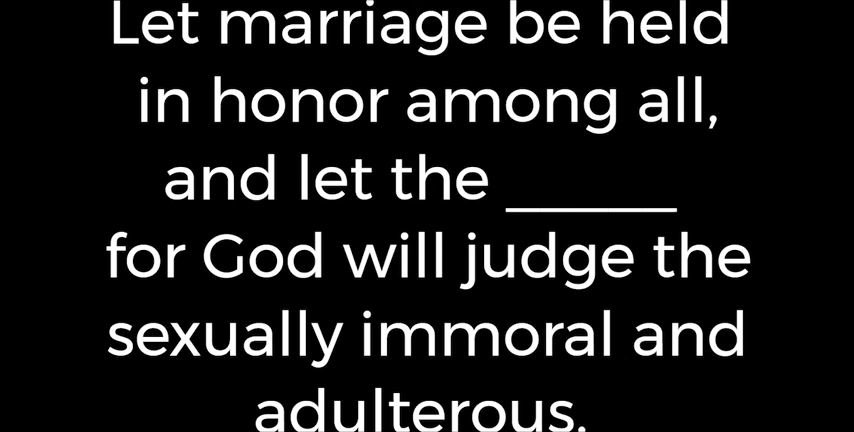 Let marriage be held
in honor among all,
and let the ______
for God will judge the
sexually immoral and
adulterous.